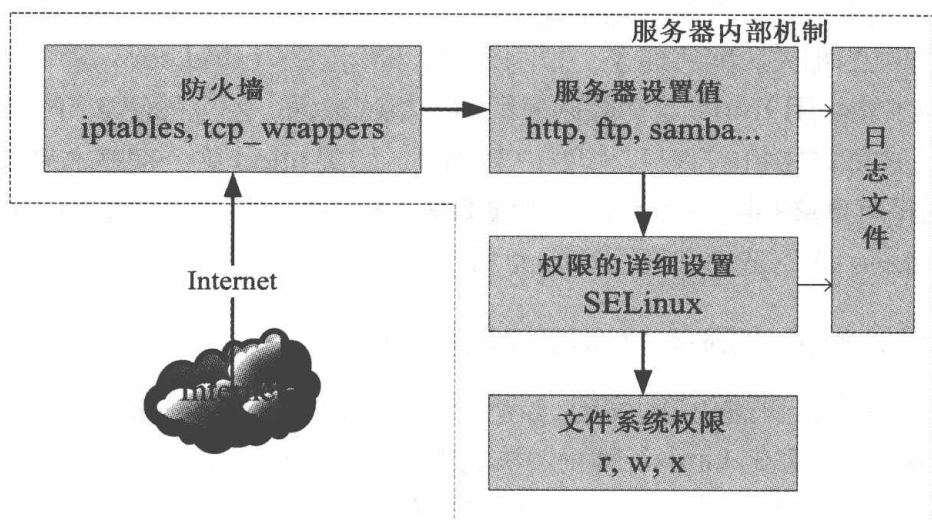 服务器内部机制
防火墙
iptables, tcp_wrappers
服务器设置值
http, ftp, samba...
日志文件
权限的详细设置
SELinux
Internet
Internet
文件系统权限
r, w, x